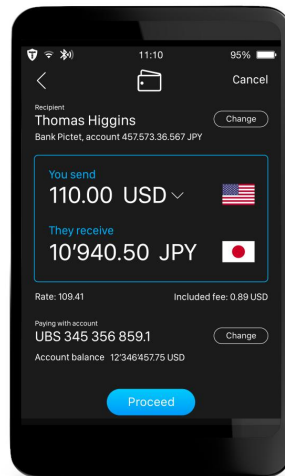 11:10
95%
Cancel
Recipient
Thomas Higgins
Change
Bank Pictet, account 457.573.36.567 JPY
You send
110.00 USD
They receive
10’940.50 JPY
Rate: 109.41
Included fee: 0.89 USD
Paying with account
UBS 345 356 859.1
Change
Account balance 12’346’457.75 USD
Proceed